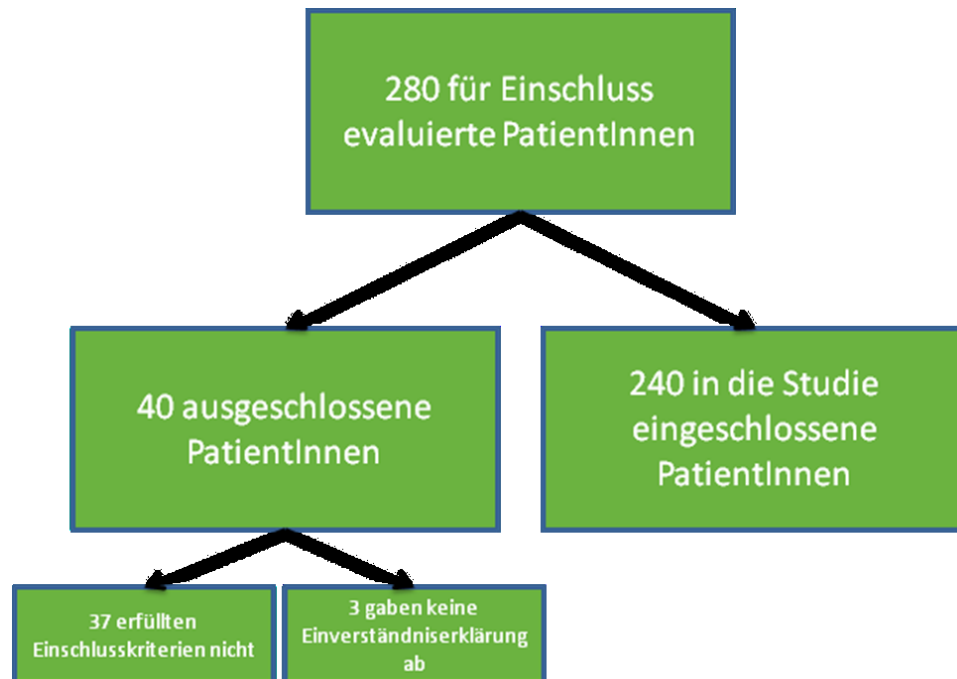 280 für Einschluss
evaluierte PatientInnen
40 ausgeschlossene
PatientInnen
240 in die Studie
eingeschlossene
PatientInnen
37 erfüllten
Einschlusskriterien nicht
3 gaben keine
Einverständniserklärung
ab